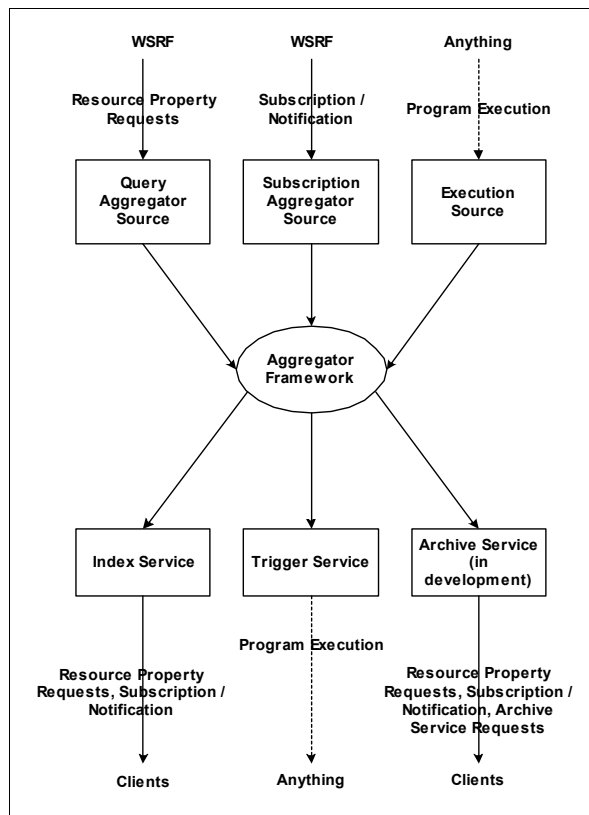 WSRF
WSRF
Anything
Resource Property
Requests
Subscription /
Notification
Program Execution
Query
Aggregator
Source
Subscription
Aggregator
Source
Execution
Source
Aggregator
Framework
Index Service
Trigger Service
Archive Service
(in
development)
Program Execution
Resource Property
Requests, Subscription /
Notification
Resource Property
Requests, Subscription /
Notification, Archive
Service Requests
Clients
Anything
Clients